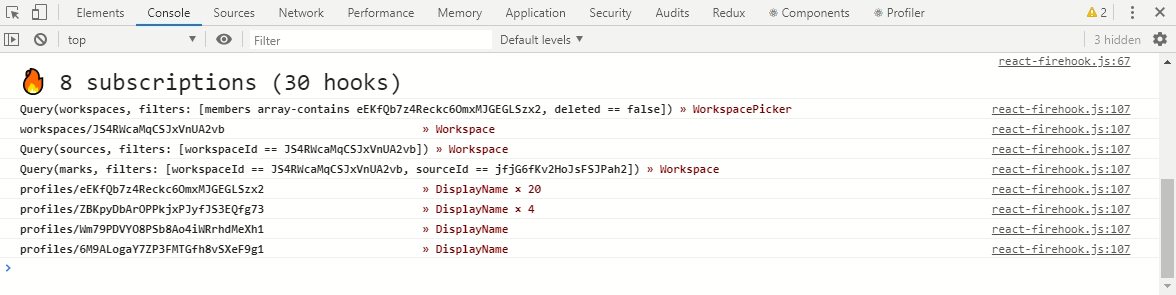 Elements Console Sources Network Performance Memory Application Security Audits Redux Components Profiler 2
top Filter Default levels 3 hidden
react-firehook.js:67
🔥 8 subscriptions (30 hooks)
Query(workspaces, filters: [members array-contains eEKfQb7z4Reckc6OmxMJGEGLSzx2, deleted == false]) » WorkspacePicker react-firehook.js:107
workspaces/JS4RWcaMqCSJxVnUA2vb » Workspace react-firehook.js:107
Query(sources, filters: [workspaceId == JS4RWcaMqCSJxVnUA2vb]) » Workspace react-firehook.js:107
Query(marks, filters: [workspaceId == JS4RWcaMqCSJxVnUA2vb, sourceId == jfjG6fKv2HoJsFSJPah2]) » Workspace react-firehook.js:107
profiles/eEKfQb7z4Reckc6OmxMJGEGLSzx2 » DisplayName × 20 react-firehook.js:107
profiles/ZBKpyDbArOPPkjxPJyfJS3EQfg73 » DisplayName × 4 react-firehook.js:107
profiles/Wm79PDVYO8PSb8Ao4iWRrhdMeXh1 » DisplayName react-firehook.js:107
profiles/6M9ALogaY7ZP3FMTGfh8vSXeF9g1 » DisplayName react-firehook.js:107